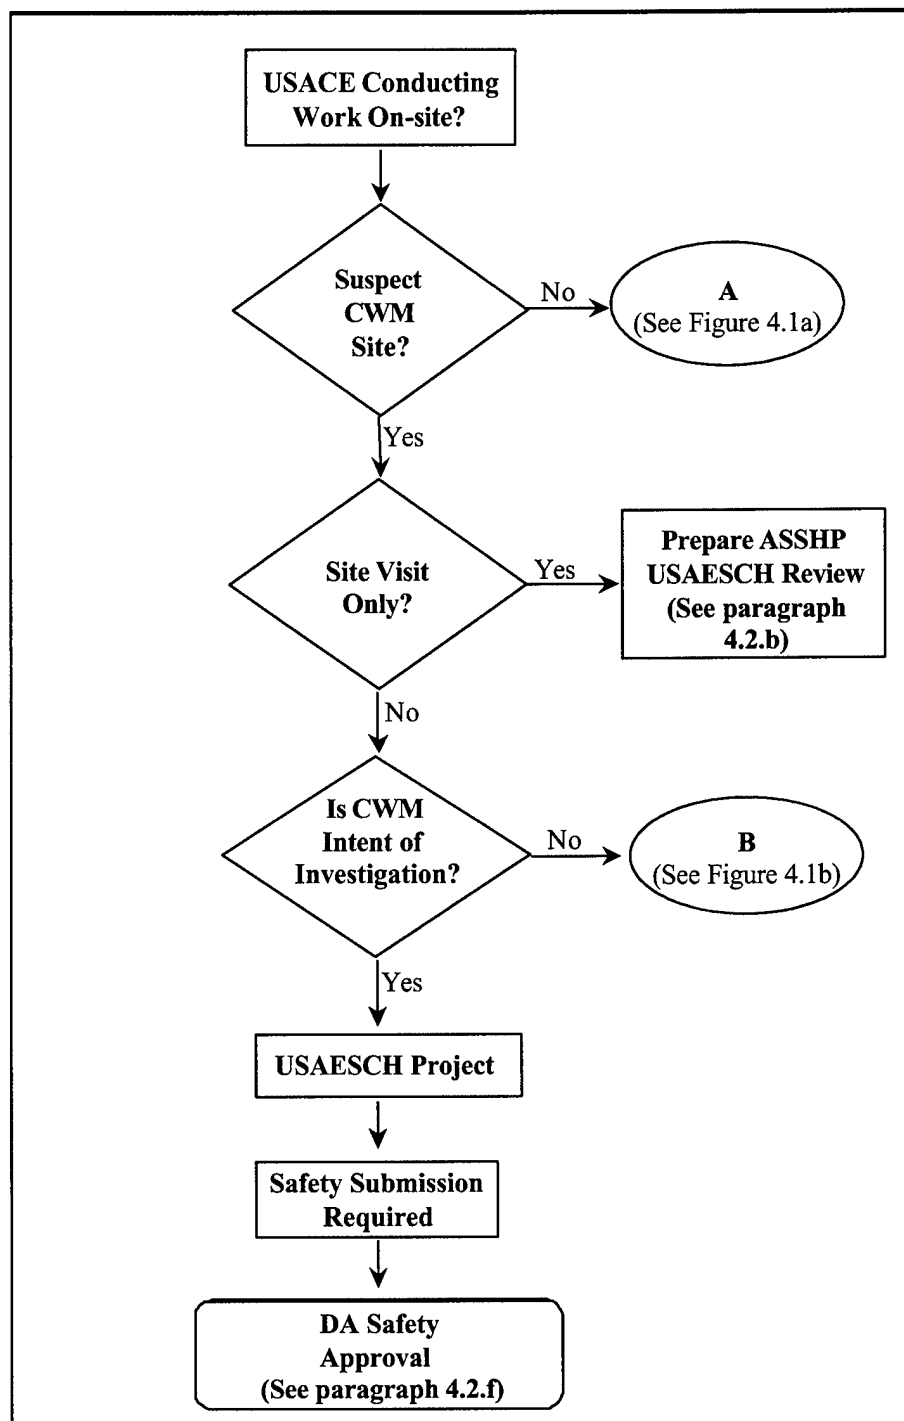 USACE Conducting
Work On-site?
Suspect
CWM
Site?
No
A
(See Figure 4.1a)
Yes
Site Visit
Only?
Yes
Prepare ASSHP
USAESCH Review
(See paragraph
4.2.b)
No
Is CWM
Intent of
Investigation?
No
B
(See Figure 4.1b)
Yes
USAESCH Project
Safety Submission
Required
DA Safety
Approval
(See paragraph 4.2.f)